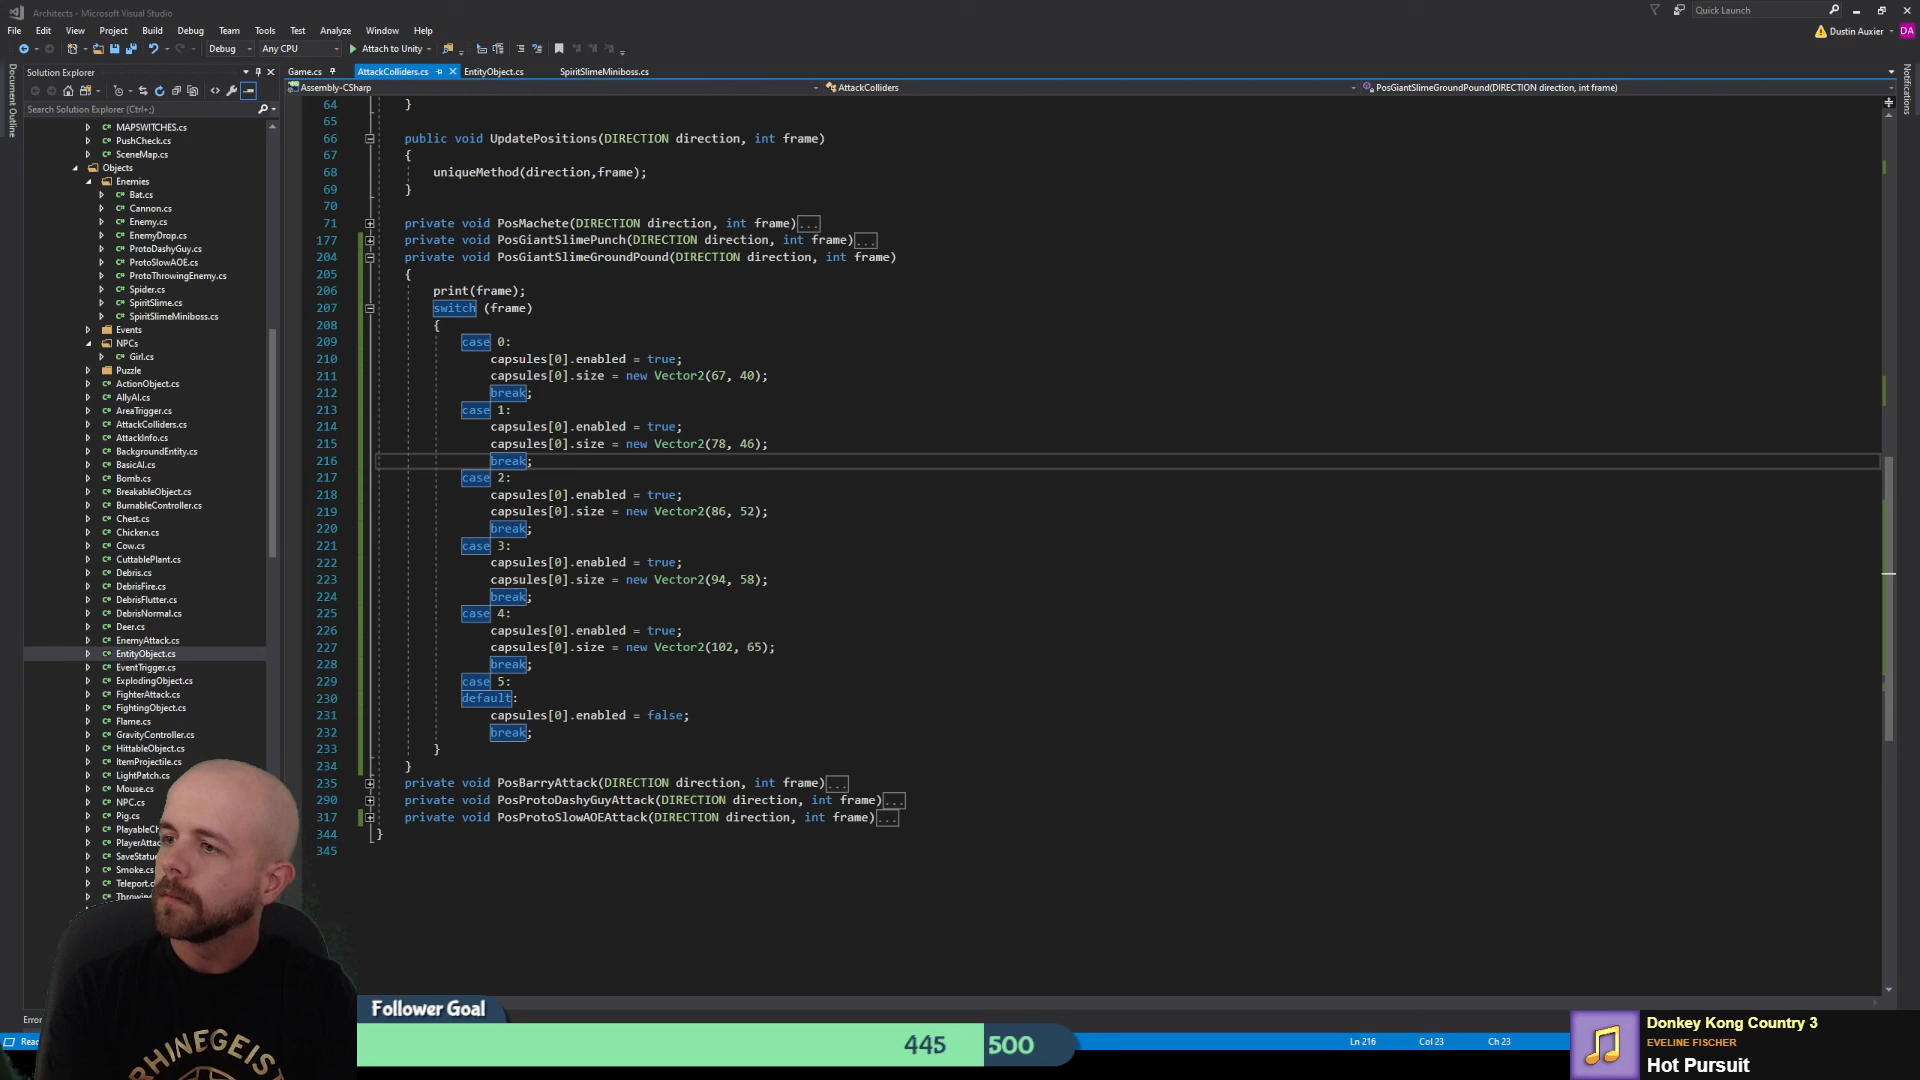 Architects - Microsoft Visual Studio
Quick Launch
File Edit View Project Build Debug Team Tools Test Analyze Window Help
Dustin Auxier
DA
Debug Any CPU Attach to Unity
Document Outline
Notifications
Solution Explorer
Search Solution Explorer (Ctrl+;)
MAPSWITCHES.cs
PushCheck.cs
SceneMap.cs
Objects
Enemies
Bat.cs
Cannon.cs
Enemy.cs
EnemyDrop.cs
ProtoDashyGuy.cs
ProtoSlowAOE.cs
ProtoThrowingEnemy.cs
Spider.cs
SpiritSlime.cs
SpiritSlimeMiniboss.cs
Events
NPCs
Girl.cs
Puzzle
ActionObject.cs
AllyAI.cs
AreaTrigger.cs
AttackColliders.cs
AttackInfo.cs
BackgroundEntity.cs
BasicAI.cs
Bomb.cs
BreakableObject.cs
BurnableController.cs
Chest.cs
Chicken.cs
Cow.cs
CuttablePlant.cs
Debris.cs
DebrisFire.cs
DebrisFlutter.cs
DebrisNormal.cs
Deer.cs
EnemyAttack.cs
EntityObject.cs
EventTrigger.cs
ExplodingObject.cs
FighterAttack.cs
FightingObject.cs
Flame.cs
GravityController.cs
HittableObject.cs
ItemProjectile.cs
LightPatch.cs
Mouse.cs
NPC.cs
Pig.cs
PlayableCh
PlayerAttac
SaveStatue
Smoke.cs
Teleport.c
Throwin
Game.cs AttackColliders.cs EntityObject.cs SpiritSlimeMiniboss.cs
Assembly-CSharp AttackColliders PosGiantSlimeGroundPound(DIRECTION direction, int frame)
64 }
65
66 public void UpdatePositions(DIRECTION direction, int frame)
67 {
68 uniqueMethod(direction,frame);
69 }
70
71 private void PosMachete(DIRECTION direction, int frame)...
177 private void PosGiantSlimePunch(DIRECTION direction, int frame)...
204 private void PosGiantSlimeGroundPound(DIRECTION direction, int frame)
205 {
206 print(frame);
207 switch (frame)
208 {
209 case 0:
210 capsules[0].enabled = true;
211 capsules[0].size = new Vector2(67, 40);
212 break;
213 case 1:
214 capsules[0].enabled = true;
215 capsules[0].size = new Vector2(78, 46);
216 break;
217 case 2:
218 capsules[0].enabled = true;
219 capsules[0].size = new Vector2(86, 52);
220 break;
221 case 3:
222 capsules[0].enabled = true;
223 capsules[0].size = new Vector2(94, 58);
224 break;
225 case 4:
226 capsules[0].enabled = true;
227 capsules[0].size = new Vector2(102, 65);
228 break;
229 case 5:
230 default:
231 capsules[0].enabled = false;
232 break;
233 }
234 }
235 private void PosBarryAttack(DIRECTION direction, int frame)...
290 private void PosProtoDashyGuyAttack(DIRECTION direction, int frame)...
317 private void PosProtoSlowAOEAttack(DIRECTION direction, int frame)...
344 }
345
Error
Read
Ln 216 Col 23 Ch 23
RHINEGEIST
Follower Goal
445 500
Donkey Kong Country 3
EVELINE FISCHER
Hot Pursuit